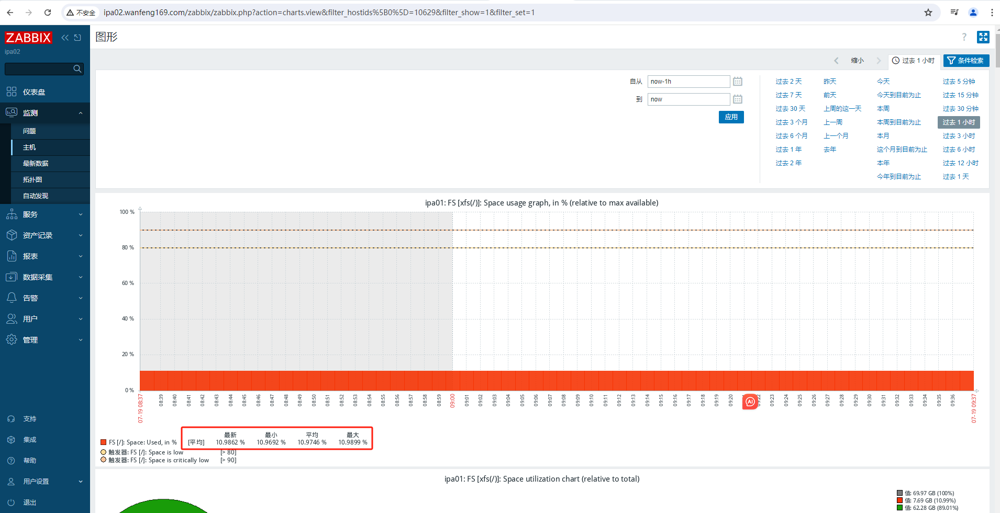 不安全
ipa02.wanfeng169.com/zabbix/zabbix.php?action=charts.view&filter_hostids%5B0%5D=10629&filter_show=1&filter_set=1
ZABBIX
ipa02
仪表盘
监测
问题
主机
最新数据
拓扑图
自动发现
服务
资产记录
报表
数据采集
告警
用户
管理
支持
集成
帮助
用户设置
退出
图形
?
缩小
过去 1 小时
条件检索
自从 now-1h
到 now
应用
过去 2 天 昨天 今天 过去 5 分钟
过去 7 天 前天 今天到目前为止 过去 15 分钟
过去 30 天 上周的这一天 本周 过去 30 分钟
过去 3 个月 上一周 本周到目前为止 过去 1 小时
过去 6 个月 上一个月 本月 过去 3 小时
过去 1 年 去年 这个月到目前为止 过去 6 小时
过去 2 年 本年 过去 12 小时
今年到目前为止 过去 1 天
ipa01: FS [xfs(/)]: Space usage graph, in % (relative to max available)
100 %
80 %
60 %
40 %
20 %
0 %
07-19 08:37 08:39 08:40 08:41 08:42 08:43 08:44 08:45 08:46 08:47 08:48 08:49 08:50 08:51 08:52 08:53 08:54 08:55 08:56 08:57 08:58 08:59 09:00 09:01 09:02 09:03 09:04 09:05 09:06 09:07 09:08 09:09 09:10 09:11 09:12 09:13 09:14 09:15 09:16 09:17 09:18 09:19 09:20 09:22 09:23 09:24 09:25 09:26 09:27 09:28 09:29 09:30 09:31 09:32 09:33 09:34 09:35 09:36 07-19 09:37
AI
最新 最小 平均 最大
FS [/]: Space: Used, in % [平均] 10.9862 % 10.9692 % 10.9746 % 10.9899 %
触发器: FS [/]: Space is low [> 80]
触发器: FS [/]: Space is critically low [> 90]
ipa01: FS [xfs(/)]: Space utilization chart (relative to total)
值: 69.97 GB (100%)
值: 7.69 GB (10.99%)
值: 62.28 GB (89.01%)